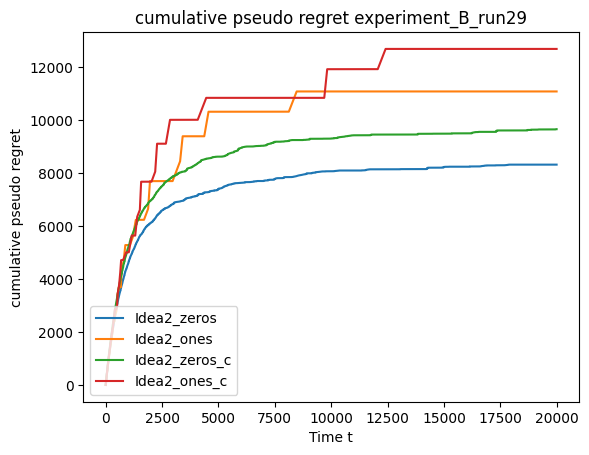 cumulative pseudo regret experiment_B_run29
cumulative pseudo regret
12000
10000
8000
6000
4000
2000
0
Idea2_zeros
Idea2_ones
Idea2_zeros_c
Idea2_ones_c
0 2500 5000 7500 10000 12500 15000 17500 20000
Time t